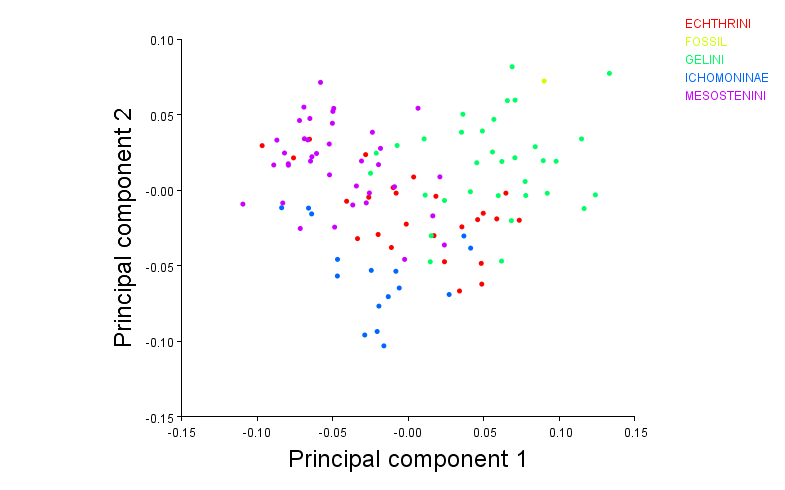 ECHTHRINI
FOSSIL
GELINI
ICHOMONINAE
MESOSTENINI
0.10
0.05
-0.00
-0.05
-0.10
-0.15
Principal component 2
-0.15 -0.10 -0.05 -0.00 0.05 0.10 0.15
Principal component 1